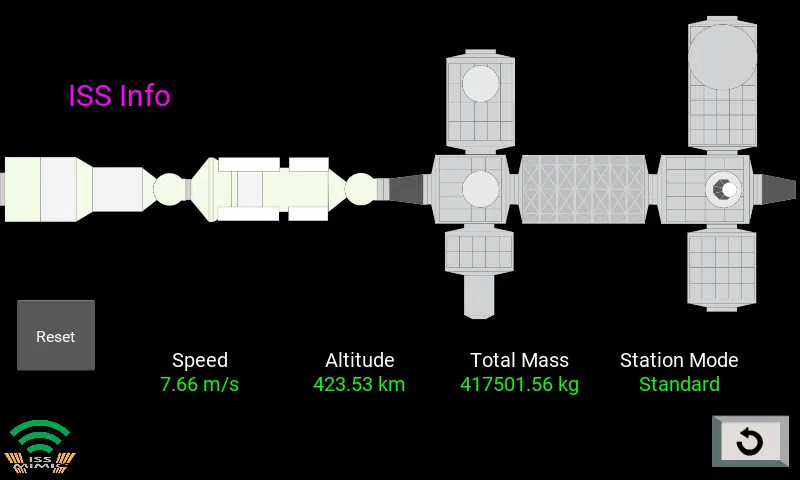 ISS Info
Reset
Speed
Altitude
Total Mass
Station Mode
7.66 m/s
423.53 km
417501.56 kg
Standard
ISS
MIMIC